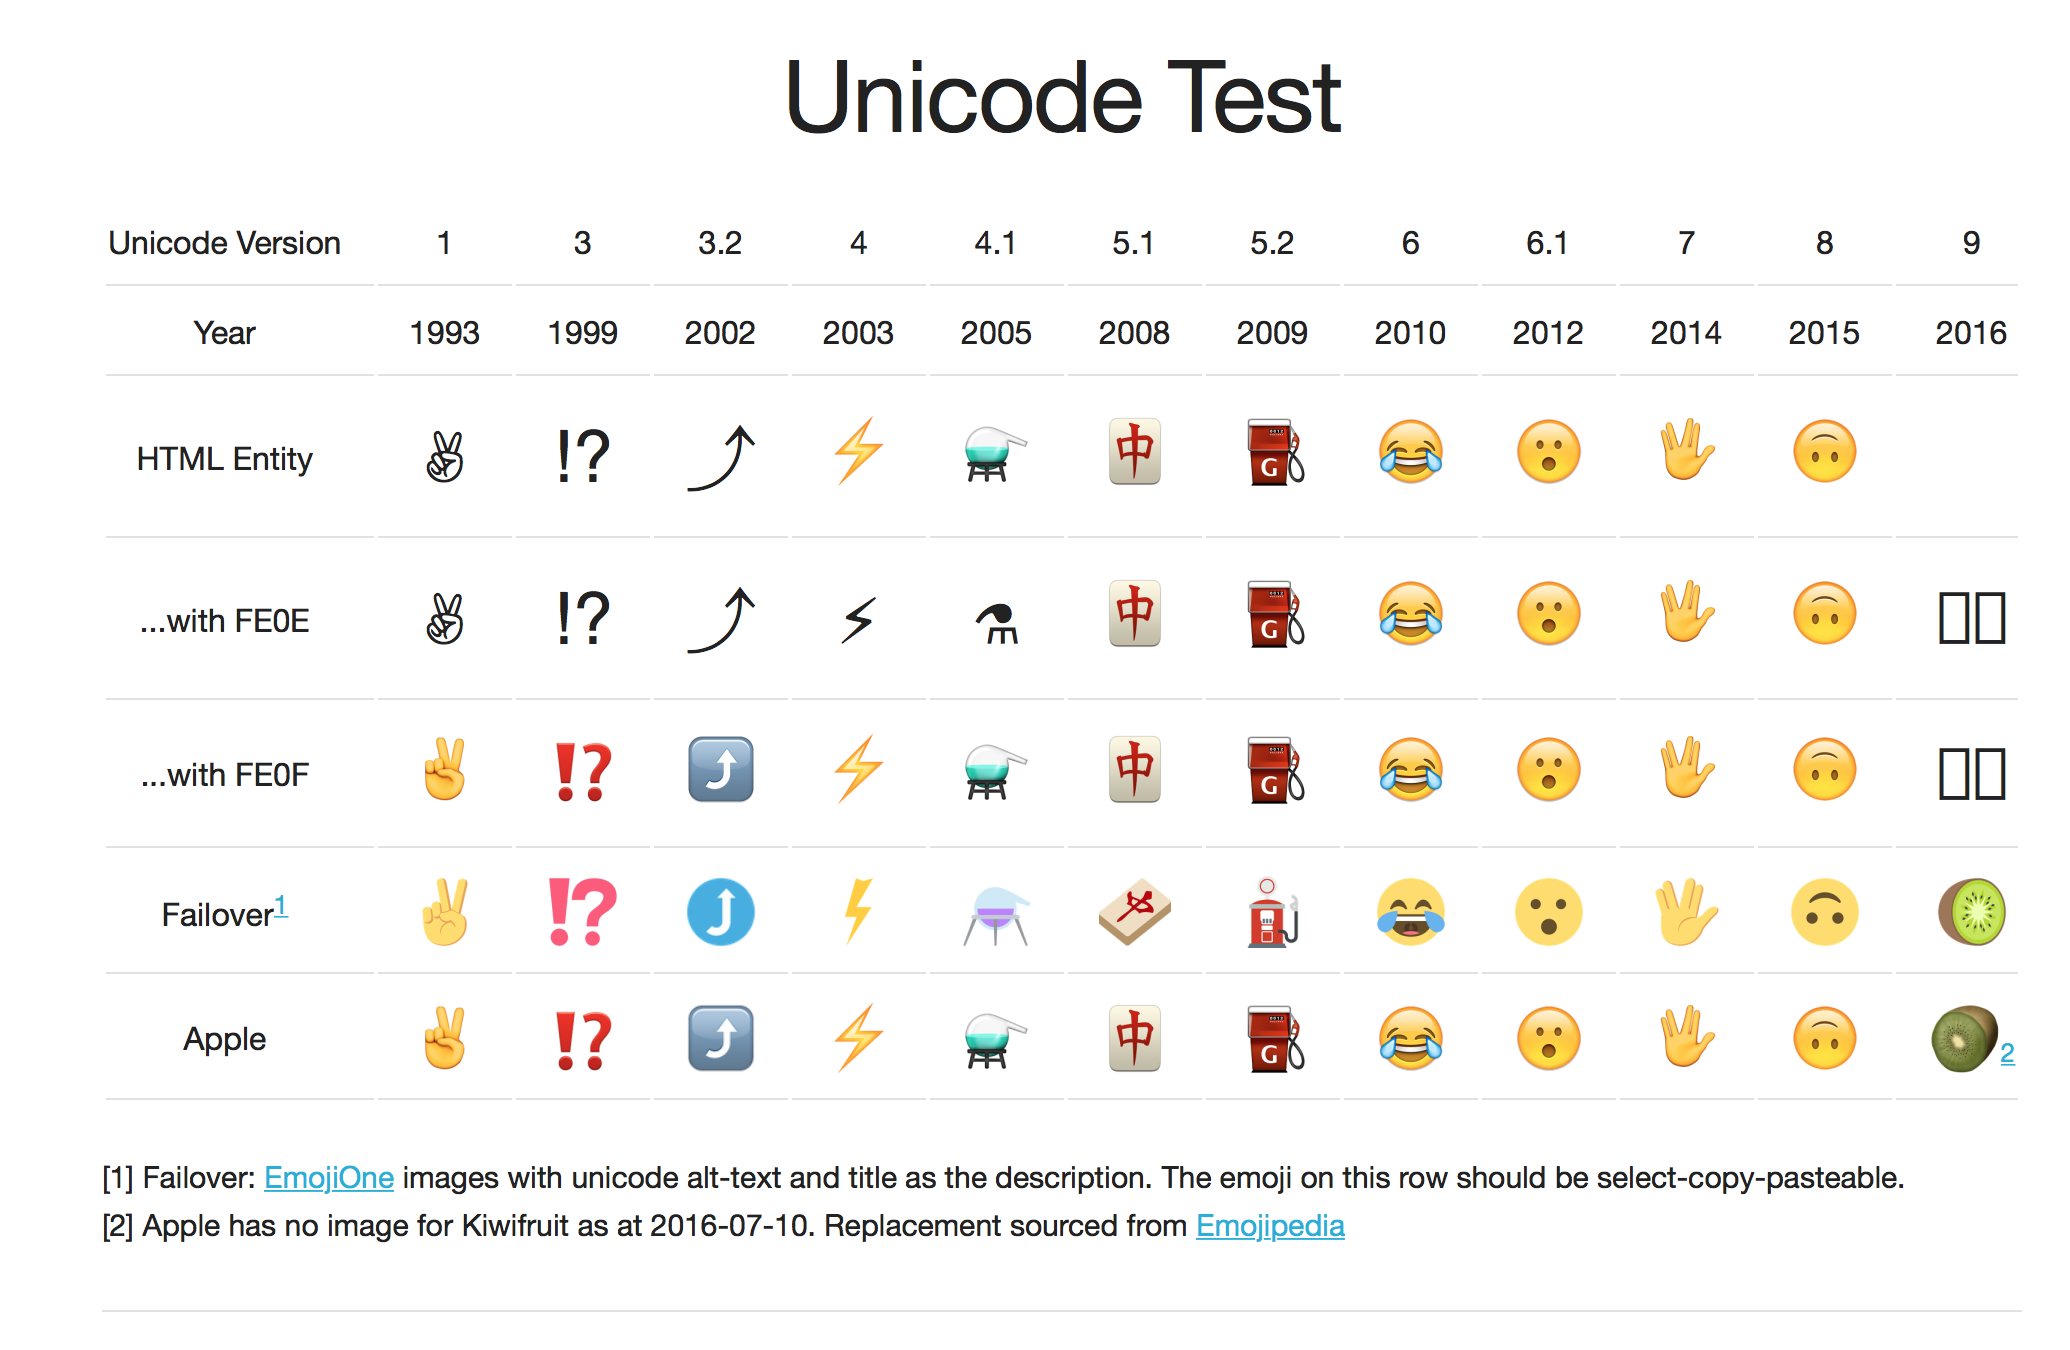 Unicode Test
Unicode Version 1 3 3.2 4 4.1 5.1 5.2 6 6.1 7 8 9
Year 1993 1999 2002 2003 2005 2008 2009 2010 2012 2014 2015 2016
HTML Entity ✌︎ ⁉︎ ⤴︎ ⚡ ⚗️ 🀄 ⛽ 😂 😮 🖖 🙃
...with FE0E ✌︎ ⁉︎ ⤴︎ ⚡︎ ⚗︎ 🀄 ⛽ 😂 😮 🖖 🙃 ▯▯
...with FE0F ✌️ ⁉️ ⤴️ ⚡️ ⚗️ 🀄️ ⛽️ 😂 😮 🖖 🙃 ▯▯
Failover1 ✌️ ⁉️ ⤴️ ⚡️ ⚗️ 🀄️ ⛽️ 😂 😮 🖖 🙃 🥝
Apple ✌️ ⁉️ ⤴️ ⚡️ ⚗️ 🀄️ ⛽️ 😂 😮 🖖 🙃 🥝 2
[1] Failover: EmojiOne images with unicode alt-text and title as the description. The emoji on this row should be select-copy-pasteable.
[2] Apple has no image for Kiwifruit as at 2016-07-10. Replacement sourced from Emojipedia